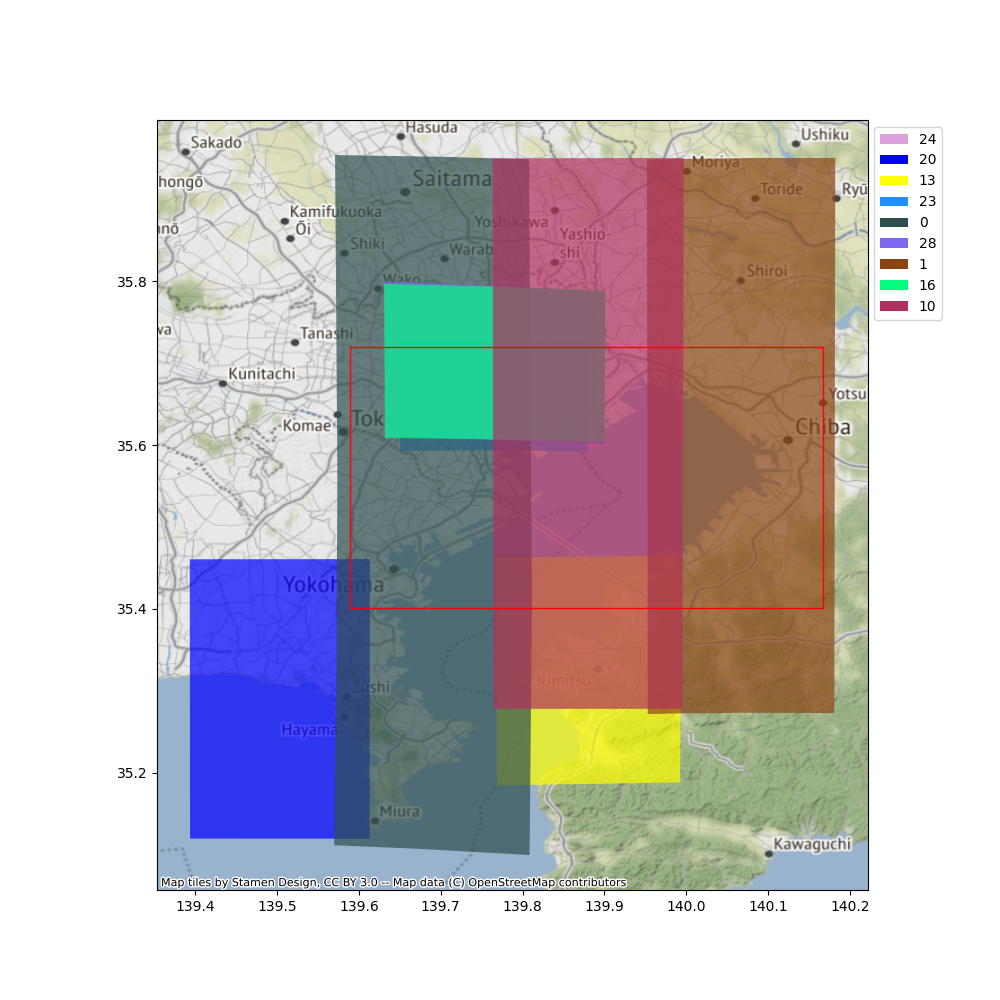 Hasuda
Ushiku
Sakado
Moriya
hongō
Saitama
Toride
Ryū
Kamifukuoka
Ōi
Yoshikawa
nnō
Yashio-
shi
Shiki
Warabi
Shiroi
Wako
wa
Tanashi
Kunitachi
Yotsu
Komae
Tok
Chiba
Yokohama
Kimitsu
Zushi
Hayama
Miura
Kawaguchi
Map tiles by Stamen Design, CC BY 3.0 -- Map data (C) OpenStreetMap contributors
35.8
35.6
35.4
35.2
139.4 139.5 139.6 139.7 139.8 139.9 140.0 140.1 140.2
24
20
13
23
0
28
1
16
10